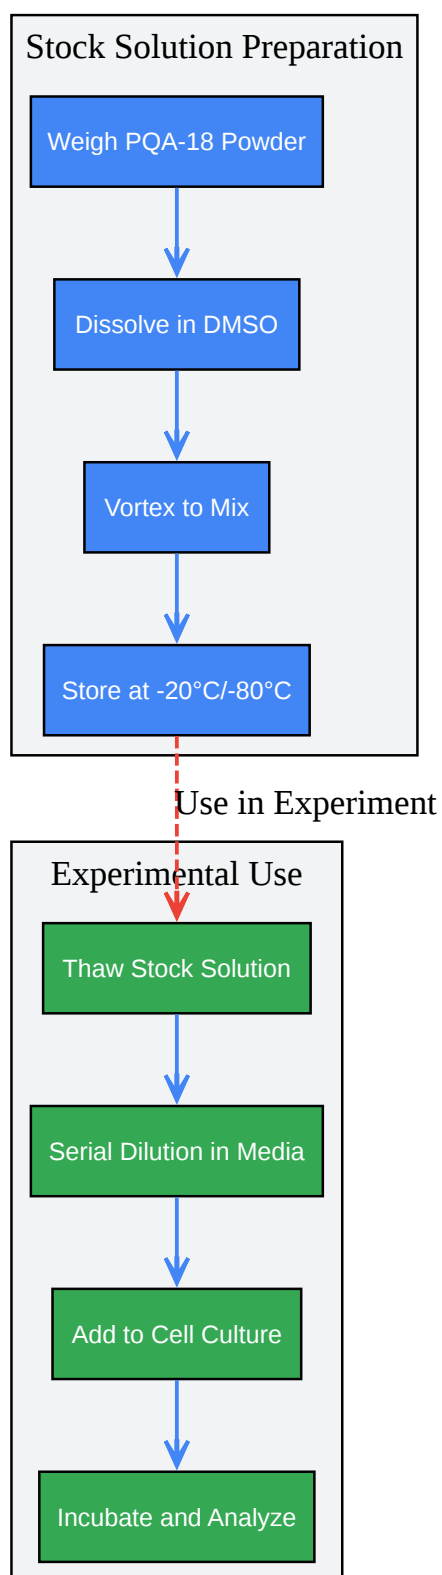 Stock Solution Preparation
Weigh PQA-18 Powder
Dissolve in DMSO
Vortex to Mix
Store at -20°C/-80°C
Use in Experiment
Experimental Use
Thaw Stock Solution
Serial Dilution in Media
Add to Cell Culture
Incubate and Analyze